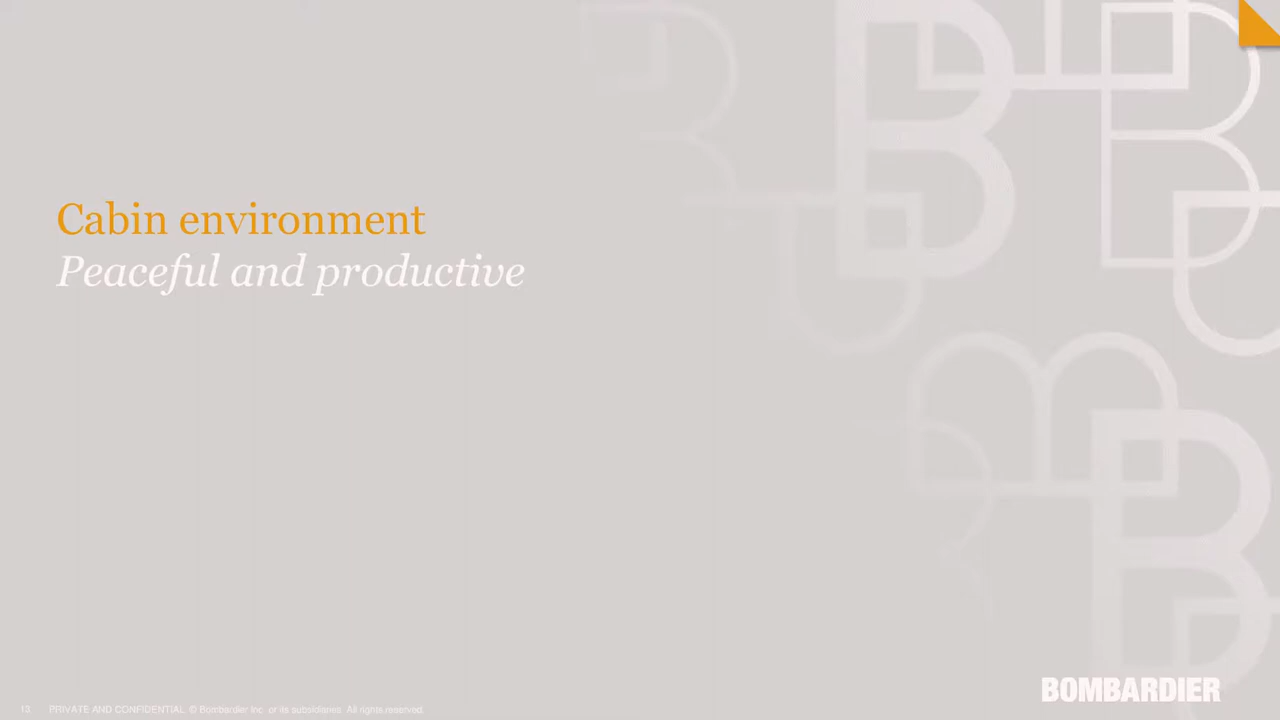 Cabin environment
Peaceful and productive
BOMBARDIER
13 PRIVATE AND CONFIDENTIAL © Bombardier Inc. or its subsidiaries. All rights reserved.